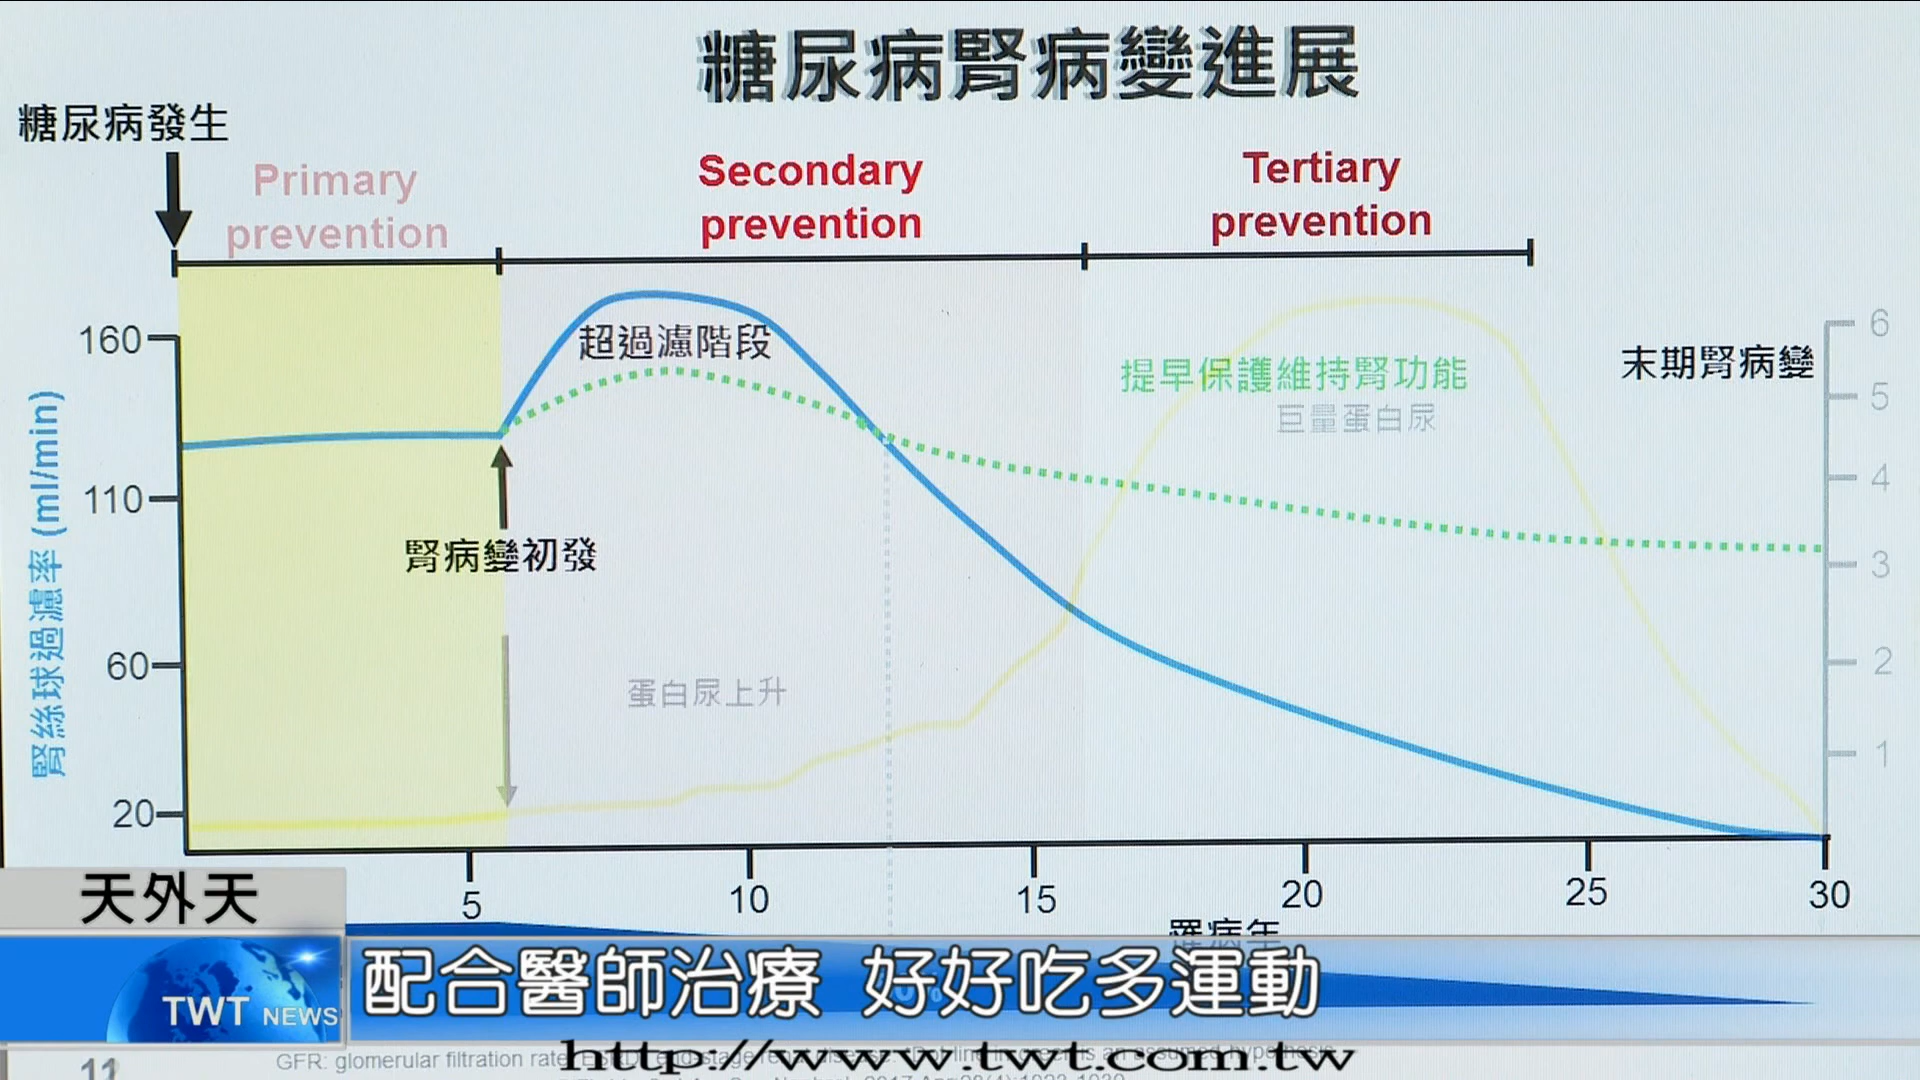 糖尿病腎病變進展
糖尿病發生
Primary
prevention
Secondary
prevention
Tertiary
prevention
160
110
60
20
腎絲球過濾率 (ml/min)
超過濾階段
提早保護維持腎功能
巨量蛋白尿
末期腎病變
腎病變初發
蛋白尿上升
6
5
4
3
2
1
5
10
15
20
25
30
罹病年
天外天
TWT NEWS
配合醫師治療 好好吃多運動
11
GFR: glomerular filtration rate
http://www.twt.com.tw